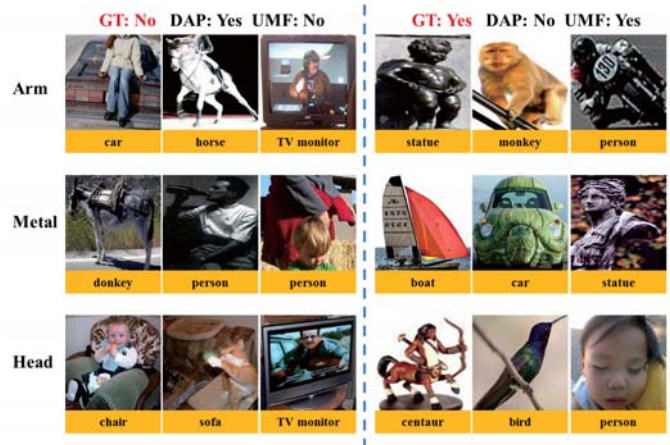 GT: No DAP: Yes UMF: No
GT: Yes DAP: No UMF: Yes
Arm
car
horse
TV monitor
statue
monkey
person
130
Metal
donkey
person
person
boat
car
statue
Head
chair
sofa
TV monitor
centaur
bird
person